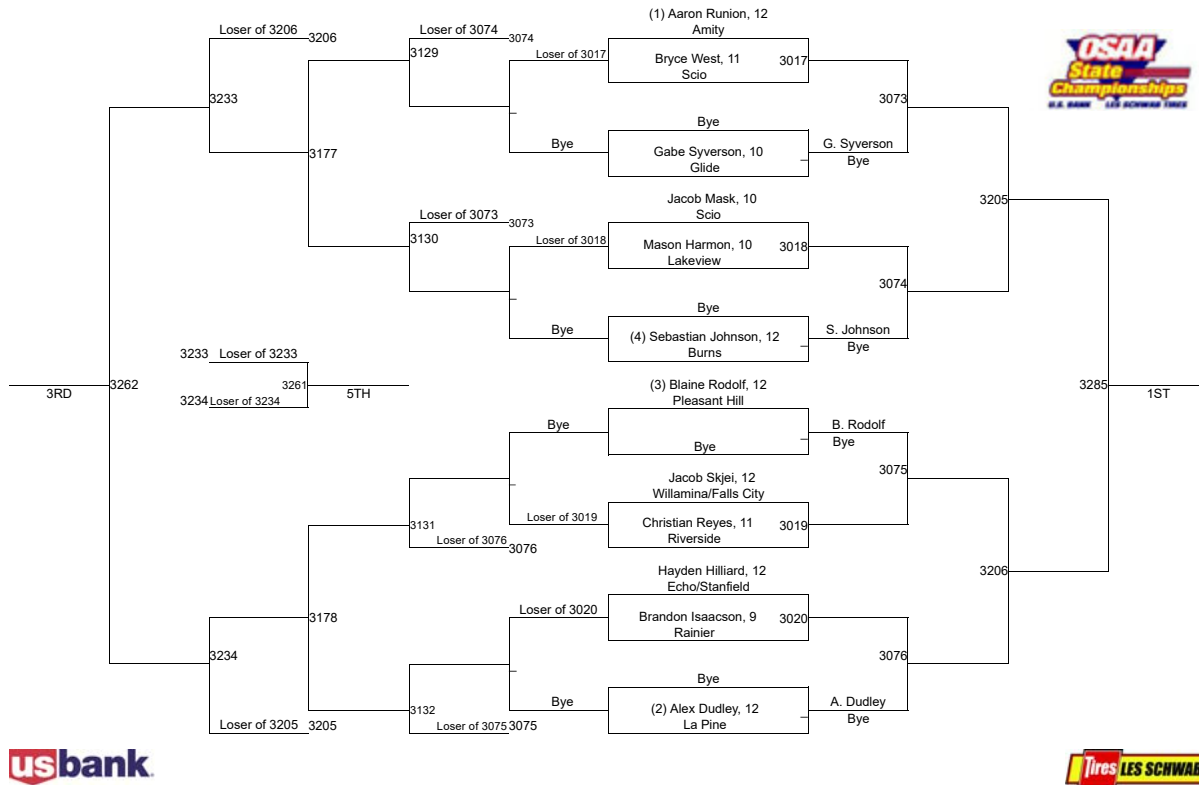 (1) Aaron Runion, 12
Amity
Loser of 3206
3206
Loser of 3074
3074
3129
Loser of 3017
Bryce West, 11
Scio
3017
OSAA
State
Championships
U.S. BANK LES SCHWAB TIRES
3233
3073
Bye
3177
Bye
Gabe Syverson, 10
Glide
G. Syverson
Bye
Jacob Mask, 10
Scio
3205
Loser of 3073
3073
3130
Loser of 3018
Mason Harmon, 10
Lakeview
3018
3074
Bye
Bye
(4) Sebastian Johnson, 12
Burns
S. Johnson
Bye
3233
Loser of 3233
3RD
3262
3261
5TH
(3) Blaine Rodolf, 12
Pleasant Hill
3285
1ST
3234
Loser of 3234
Bye
Bye
B. Rodolf
Bye
3075
Jacob Skjei, 12
Willamina/Falls City
3131
Loser of 3019
Christian Reyes, 11
Riverside
3019
Loser of 3076
3076
Hayden Hilliard, 12
Echo/Stanfield
3206
Loser of 3020
Brandon Isaacson, 9
Rainier
3020
3178
3234
3076
Bye
Bye
(2) Alex Dudley, 12
La Pine
A. Dudley
Bye
3132
Loser of 3205
3205
Loser of 3075
3075
usbank
Tires LES SCHWAB